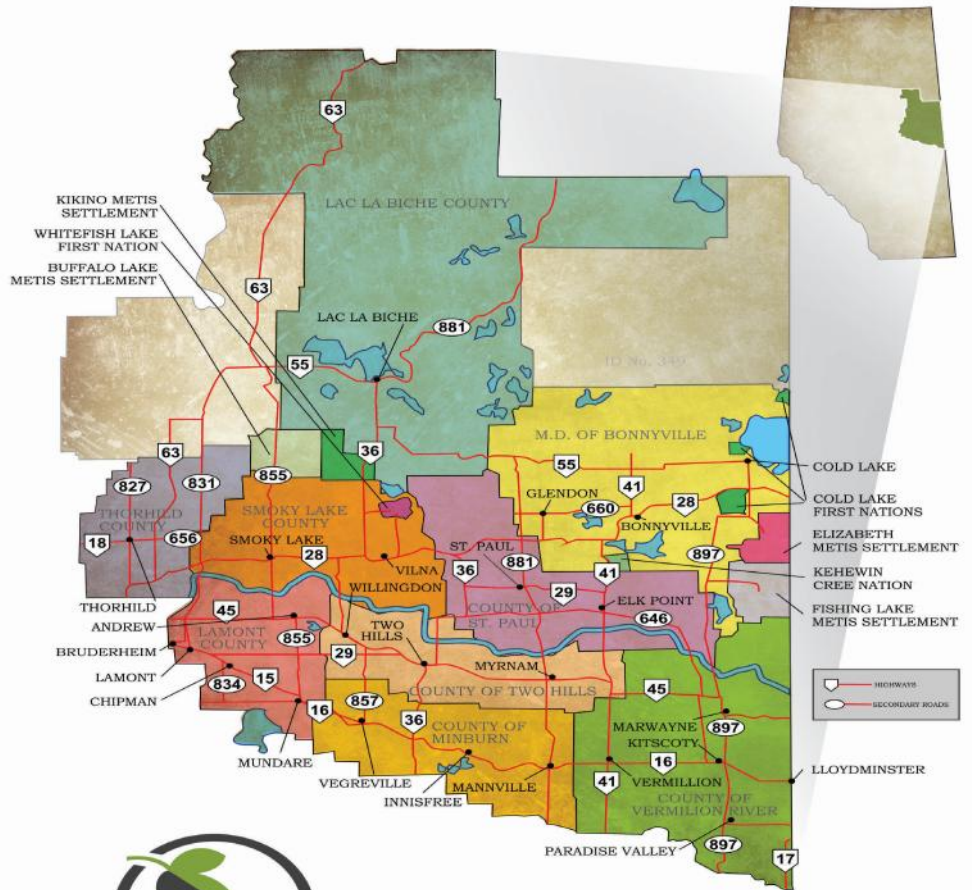 63
KIKINO METIS
SETTLEMENT
LAC LA BICHE COUNTY
WHITEFISH LAKE
FIRST NATION
BUFFALO LAKE
METIS SETTLEMENT
63
LAC LA BICHE
881
55
ID No. 349
M.D. OF BONNYVILLE
63
36
55
COLD LAKE
827
831
855
41
GLENDON
660
28
COLD LAKE
FIRST NATIONS
THORHILD
COUNTY
SMOKY LAKE
COUNTY
BONNYVILLE
18
656
SMOKY LAKE
28
ST. PAUL
881
897
ELIZABETH
METIS SETTLEMENT
VILNA
36
41
KEHEWIN
CREE NATION
WILLINGDON
29
ELK POINT
THORHILD
COUNTY OF
ST. PAUL
646
FISHING LAKE
METIS SETTLEMENT
ANDREW
45
LAMONT
COUNTY
855
TWO
HILLS
BRUDERHEIM
29
MYRNAM
LAMONT
15
COUNTY OF TWO HILLS
45
HIGHWAYS
CHIPMAN
834
857
SECONDARY ROADS
16
36
COUNTY OF
MINBURN
MARWAYNE
897
KITSCOTY
MUNDARE
16
VEGREVILLE
INNISFREE
MANNVILLE
41
VERMILLION
LLOYDMINSTER
COUNTY OF
VERMILION RIVER
PARADISE VALLEY
897
17